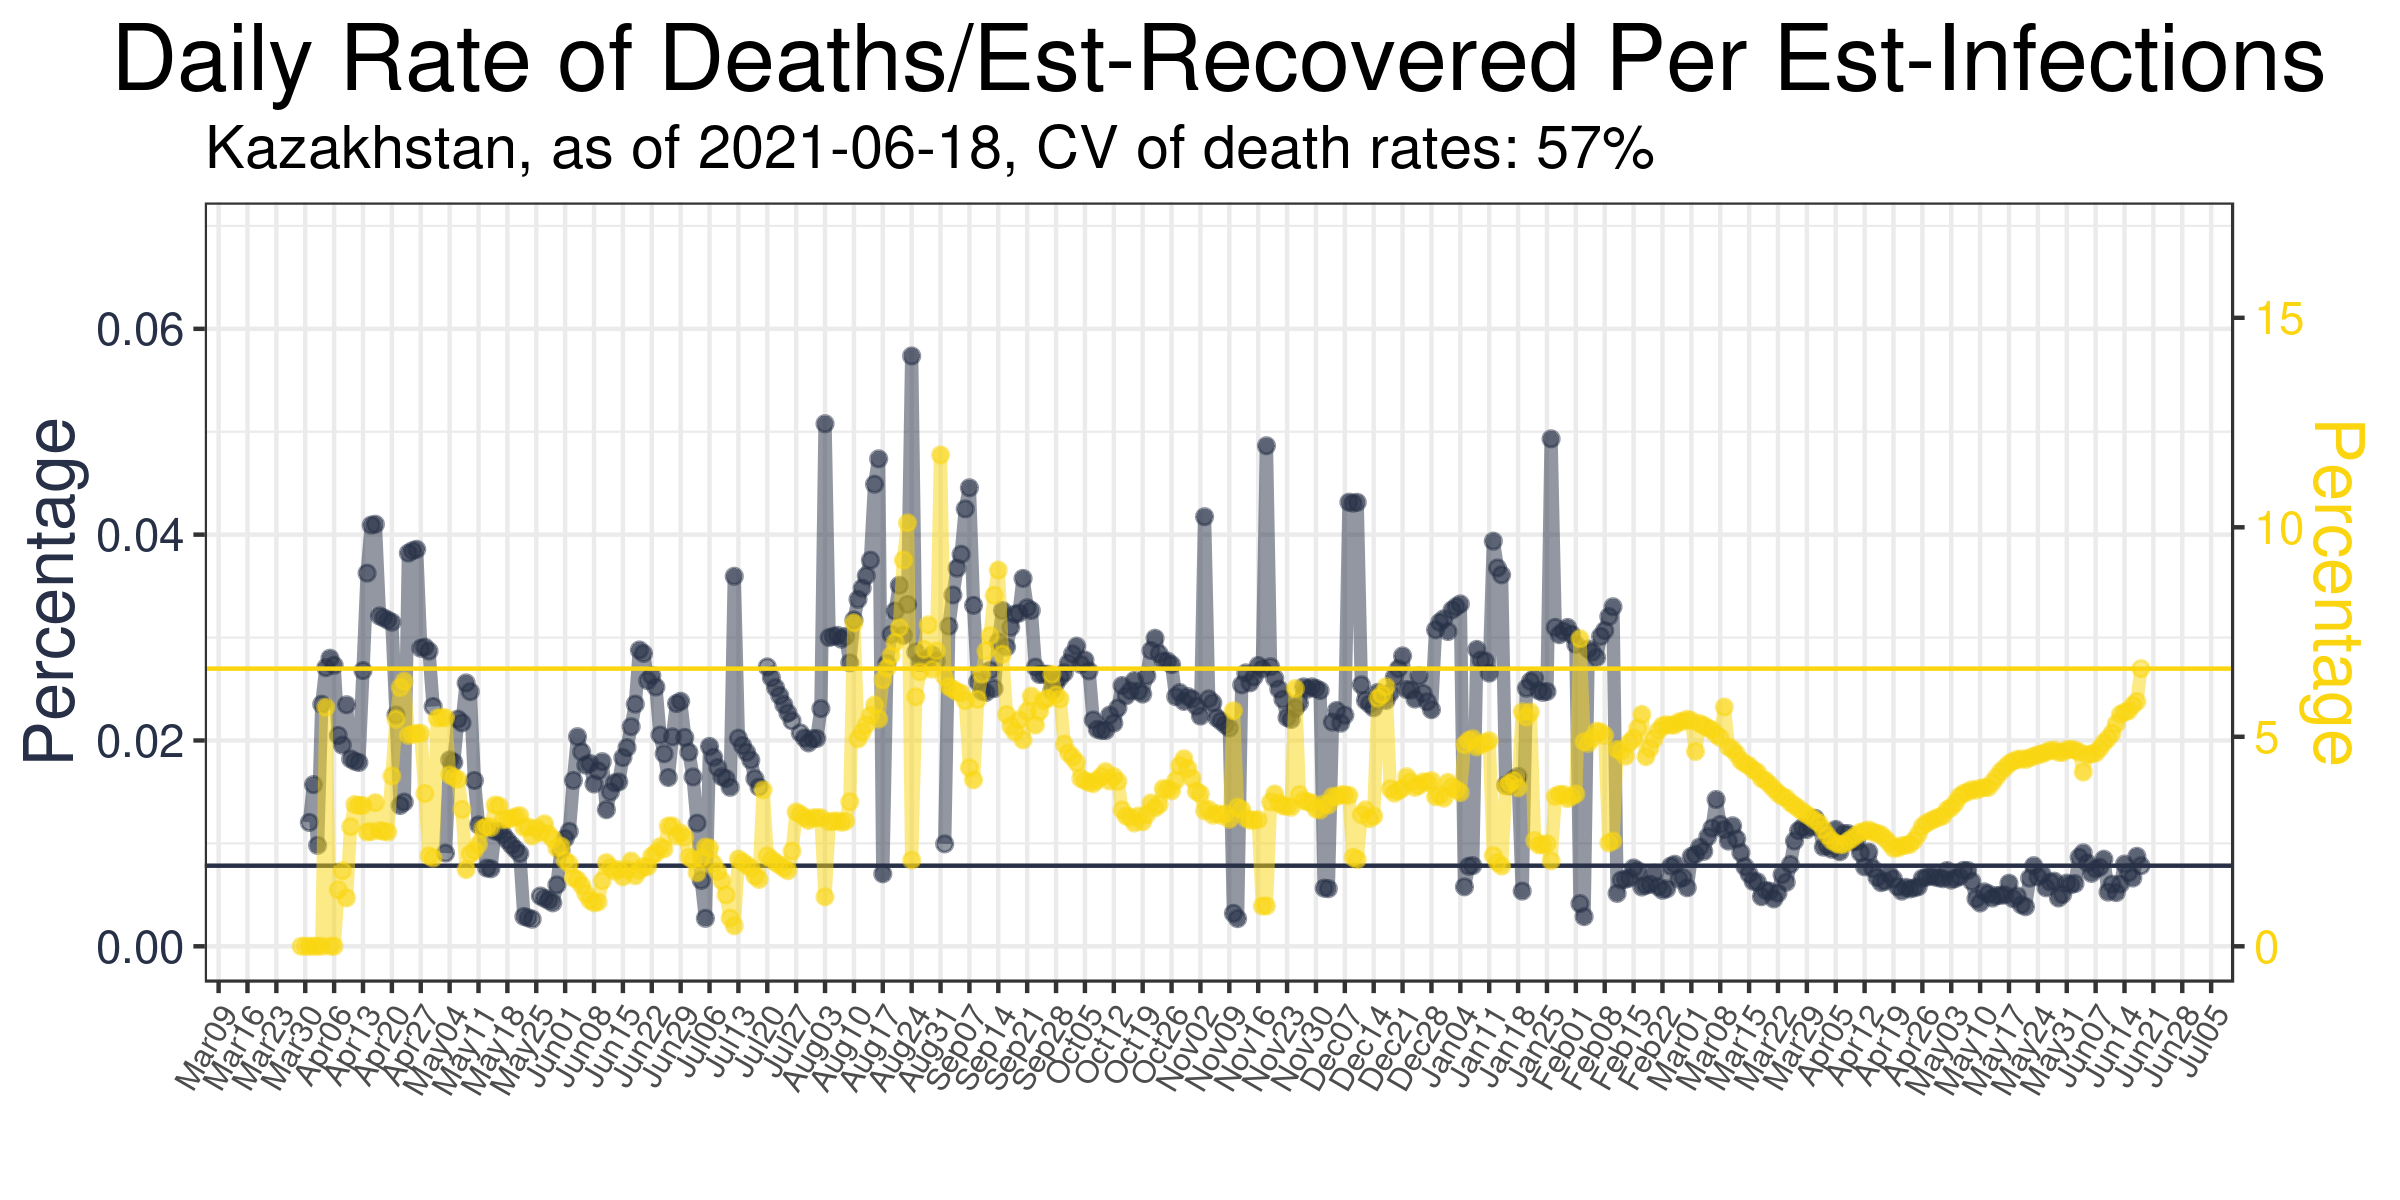 Daily Rate of Deaths/Est-Recovered Per Est-Infections
Kazakhstan, as of 2021-06-18, CV of death rates: 57%
Percentage
0.06
0.04
0.02
0.00
15
10
5
0
Percentage
Mar09
Mar16
Mar23
Mar30
Apr06
Apr13
Apr20
Apr27
May04
May11
May18
May25
Jun01
Jun08
Jun15
Jun22
Jun29
Jul06
Jul13
Jul20
Jul27
Aug03
Aug10
Aug17
Aug24
Aug31
Sep07
Sep14
Sep21
Sep28
Oct05
Oct12
Oct19
Oct26
Nov02
Nov09
Nov16
Nov23
Nov30
Dec07
Dec14
Dec21
Dec28
Jan04
Jan11
Jan18
Jan25
Feb01
Feb08
Feb15
Feb22
Mar01
Mar08
Mar15
Mar22
Mar29
Apr05
Apr12
Apr19
Apr26
May03
May10
May17
May24
May31
Jun07
Jun14
Jun21
Jun28
Jul05